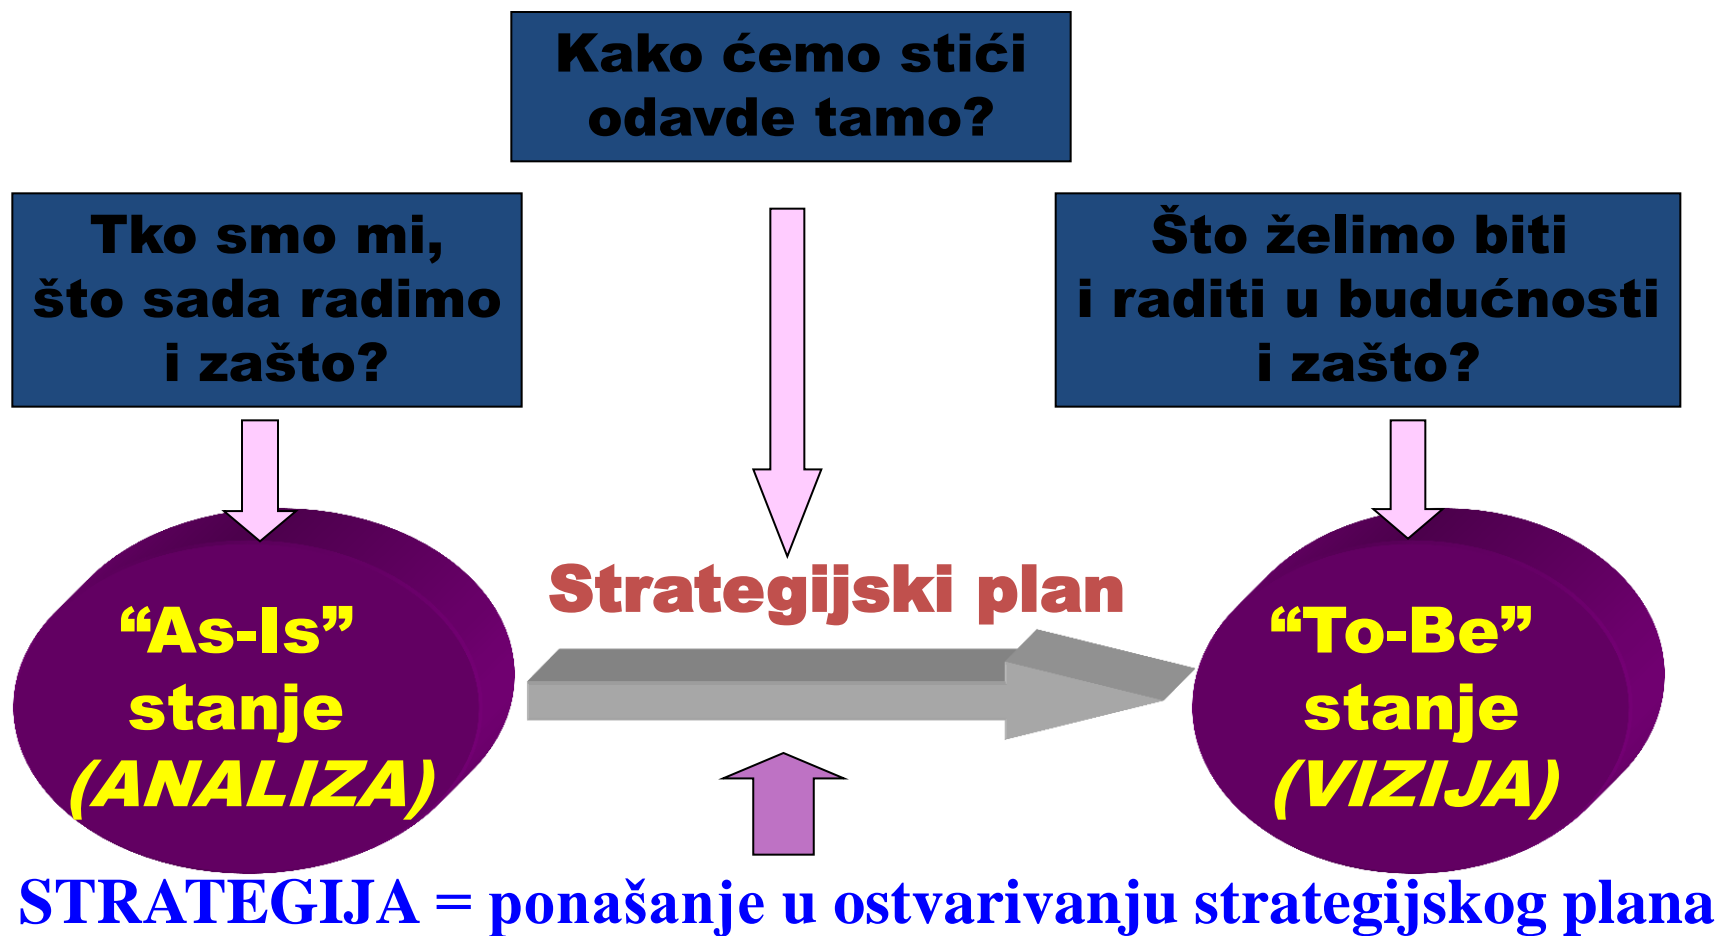 Kako ćemo stići
odavde tamo?
Tko smo mi,
što sada radimo
i zašto?
Što želimo biti
i raditi u budućnosti
i zašto?
Strategijski plan
“As-Is”
stanje
(ANALIZA)
“To-Be”
stanje
(VIZIJA)
STRATEGIJA = ponašanje u ostvarivanju strategijskog plana